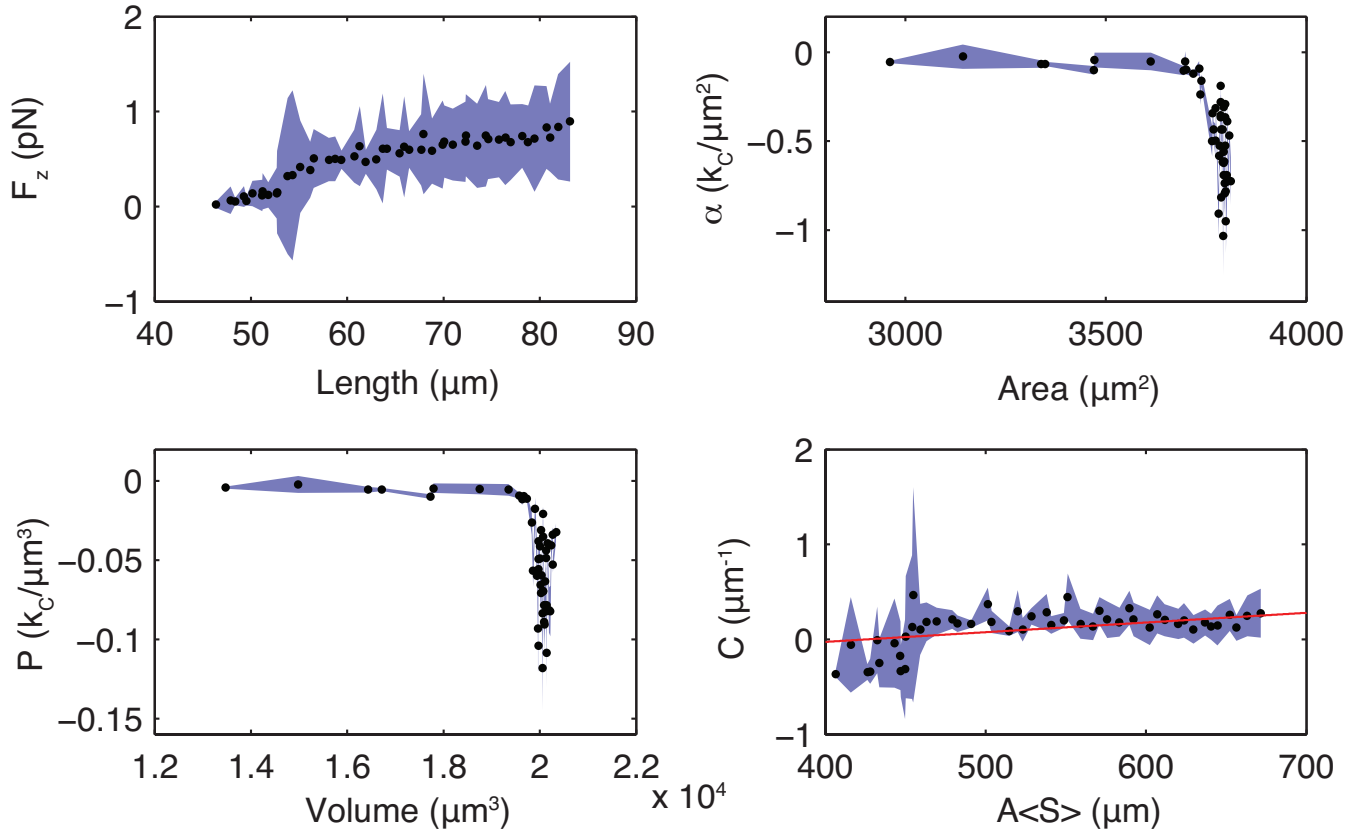 2
1
0
−1
F_z (pN)
40 50 60 70 80 90
Length (µm)
0
−0.5
−1
α (k_C/µm²)
3000 3500 4000
Area (µm²)
0
−0.05
−0.1
−0.15
P (k_C/µm³)
1.2 1.4 1.6 1.8 2 2.2
x 10⁴
Volume (µm³)
2
1
0
−1
C (µm⁻¹)
400 500 600 700
A<S> (µm)